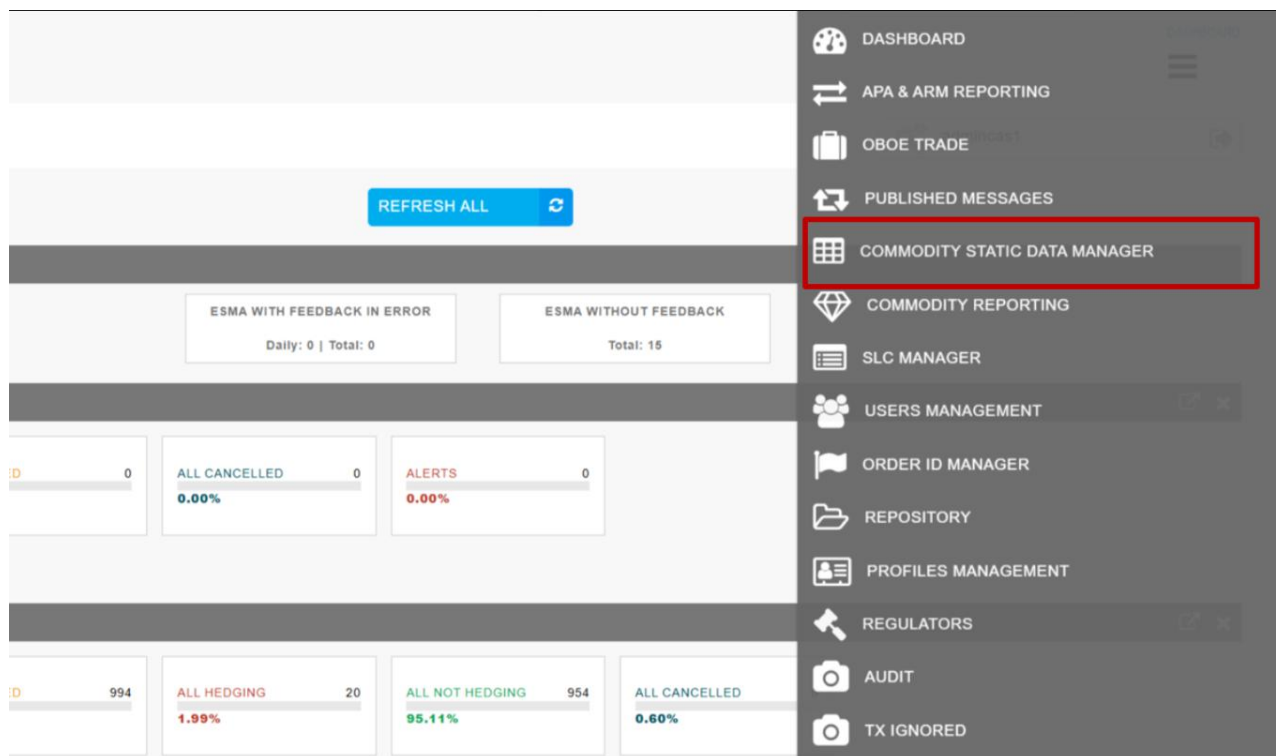 DASHBOARD
APA & ARM REPORTING
OBOE TRADE
PUBLISHED MESSAGES
COMMODITY STATIC DATA MANAGER
COMMODITY REPORTING
SLC MANAGER
USERS MANAGEMENT
ORDER ID MANAGER
REPOSITORY
PROFILES MANAGEMENT
REGULATORS
AUDIT
TX IGNORED
REFRESH ALL
ESMA WITH FEEDBACK IN ERROR
Daily: 0 | Total: 0
ESMA WITHOUT FEEDBACK
Total: 15
ED 0
ALL CANCELLED 0
0.00%
ALERTS 0
0.00%
ED 994
ALL HEDGING 20
1.99%
ALL NOT HEDGING 954
95.11%
ALL CANCELLED
0.60%